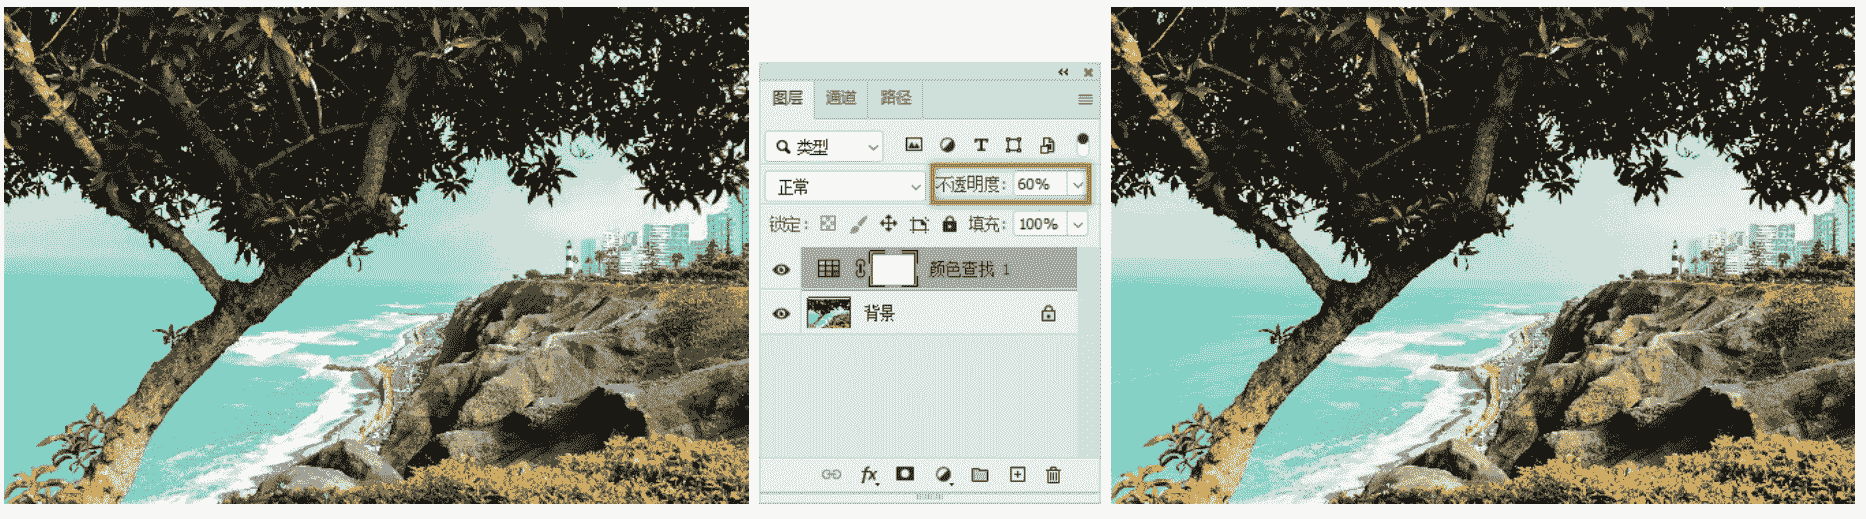 图层 通道 路径
类型
正常 不透明度: 60%
锁定: 填充: 100%
颜色查找 1
背景
fx